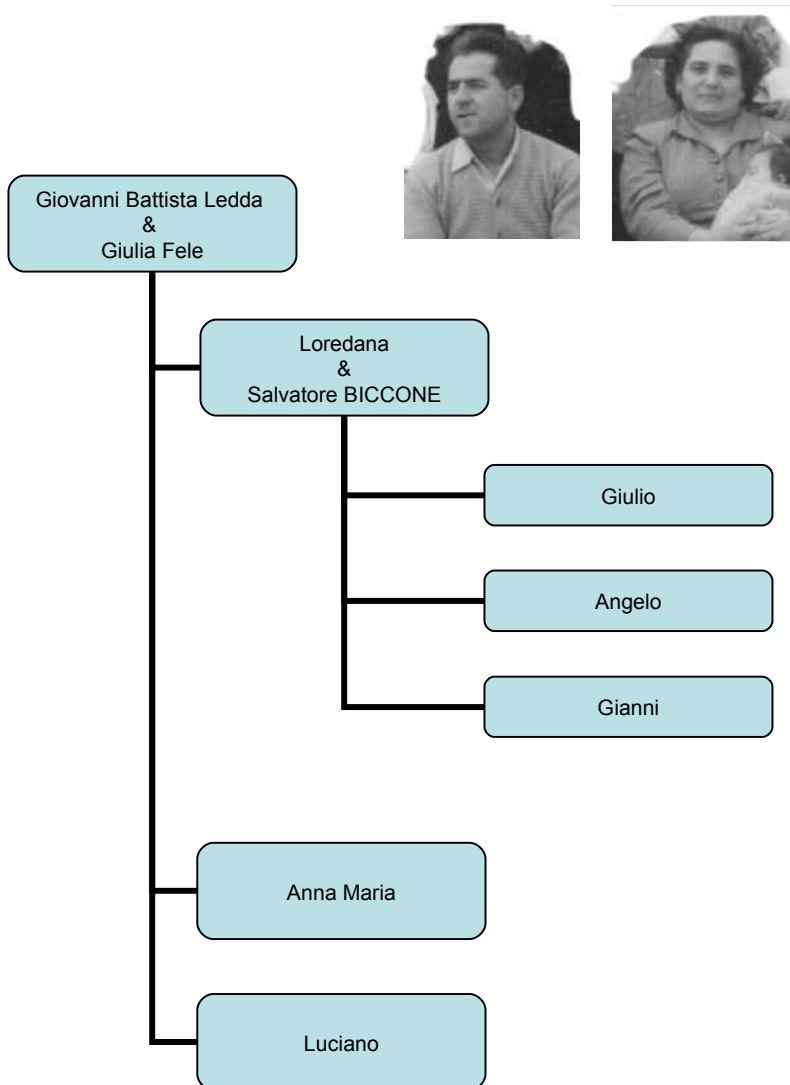 Giovanni Battista Ledda
&
Giulia Fele
Loredana
&
Salvatore BICCONE
Giulio
Angelo
Gianni
Anna Maria
Luciano